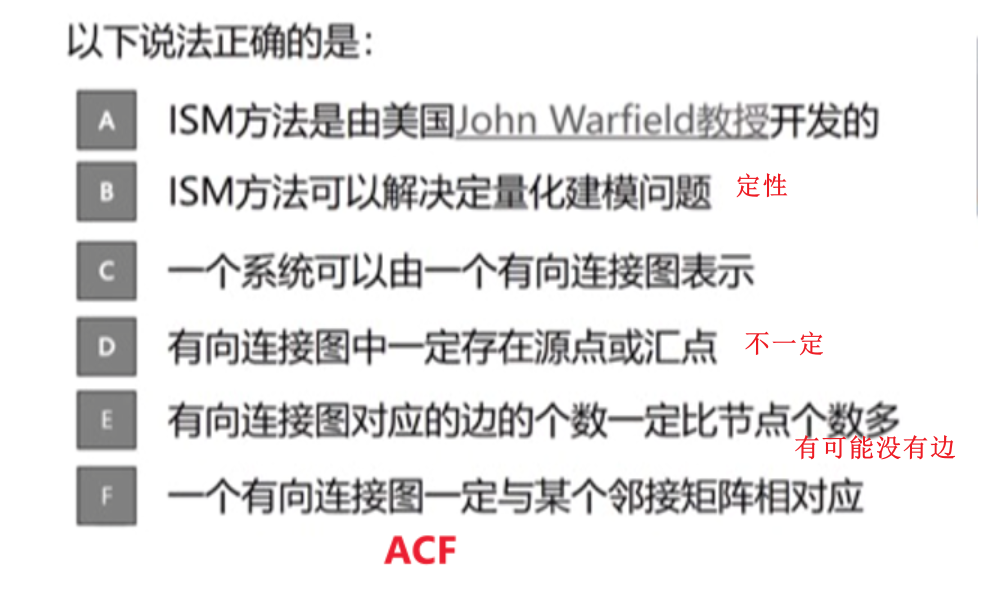 以下说法正确的是：
A ISM方法是由美国John Warfield教授开发的
B ISM方法可以解决定量化建模问题 定性
C 一个系统可以由一个有向连接图表示
D 有向连接图中一定存在源点或汇点 不一定
E 有向连接图对应的边的个数一定比节点个数多
有可能没有边
F 一个有向连接图一定与某个邻接矩阵相对应
ACF